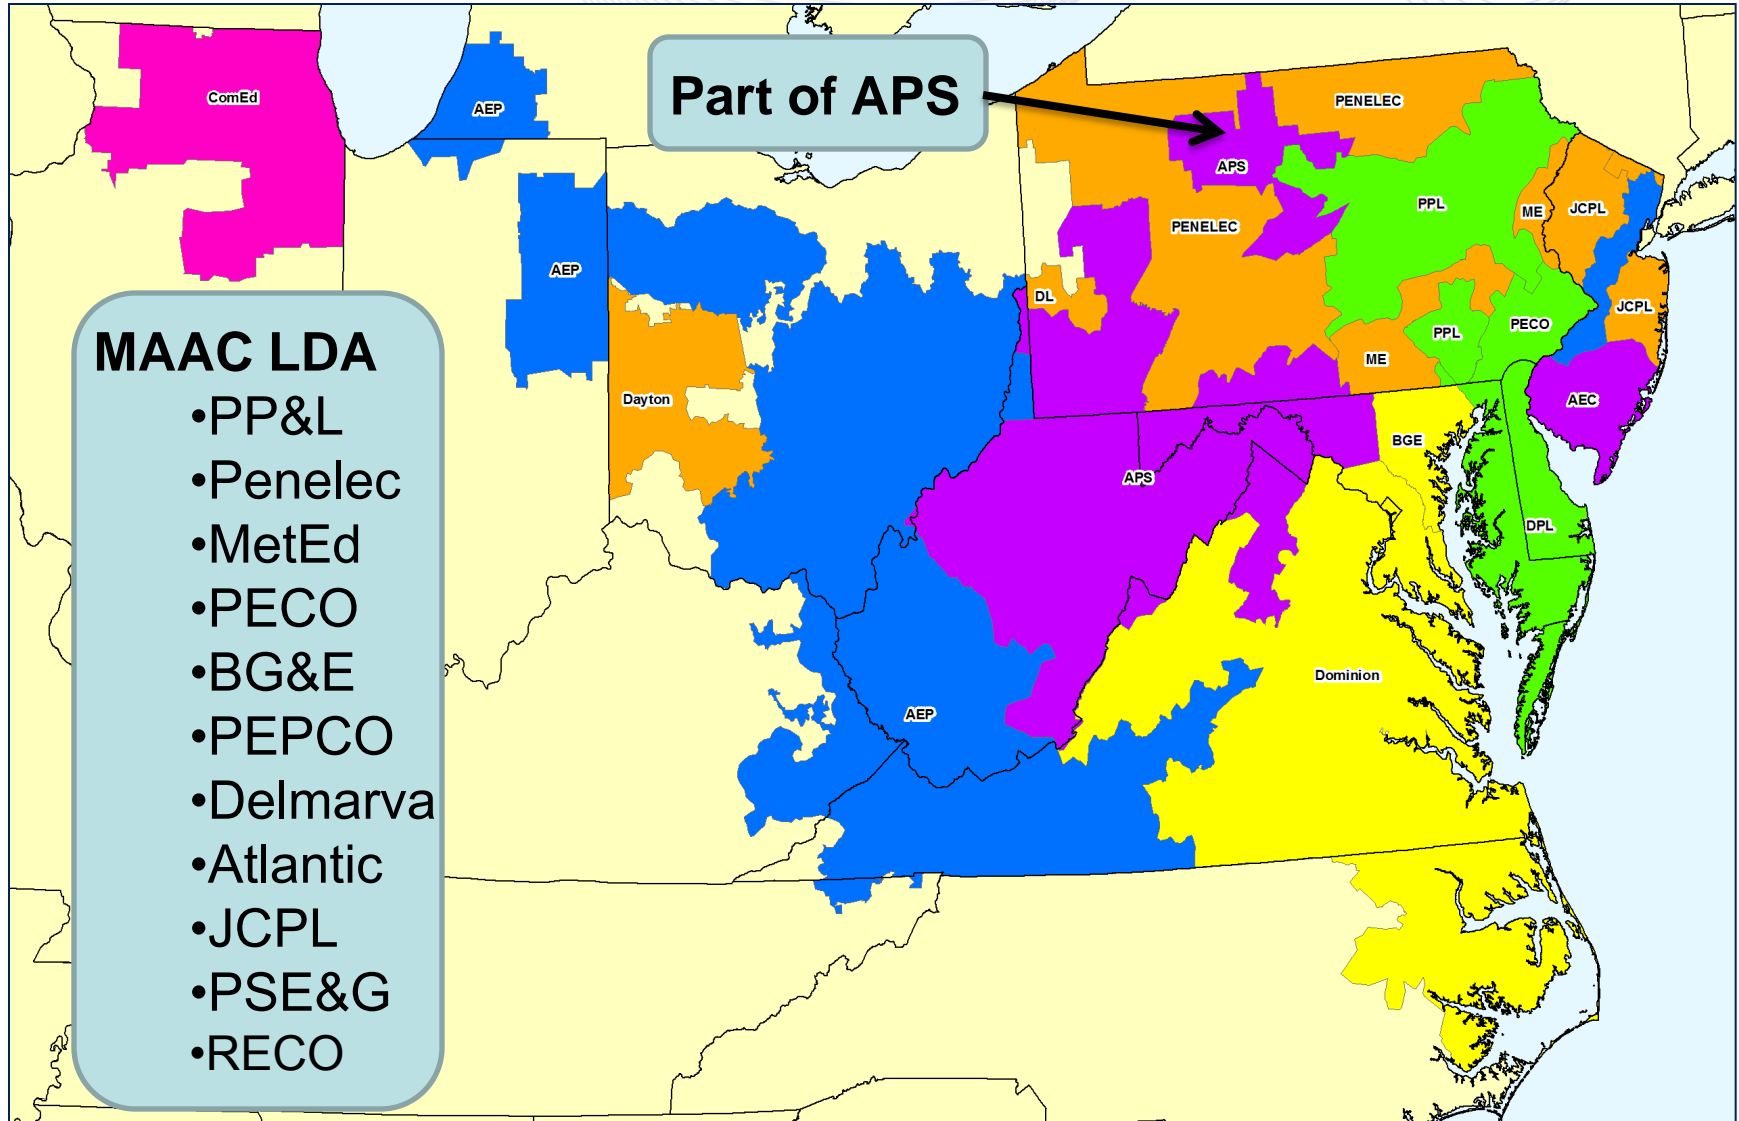 Part of APS
ComEd
AEP
PENELEC
APS
PPL
ME
JCPL
PENELEC
AEP
DL
JCPL
PECO
PPL
ME
Dayton
AEC
BGE
APS
DPL
Dominion
AEP
MAAC LDA
•PP&L
•Penelec
•MetEd
•PECO
•BG&E
•PEPCO
•Delmarva
•Atlantic
•JCPL
•PSE&G
•RECO